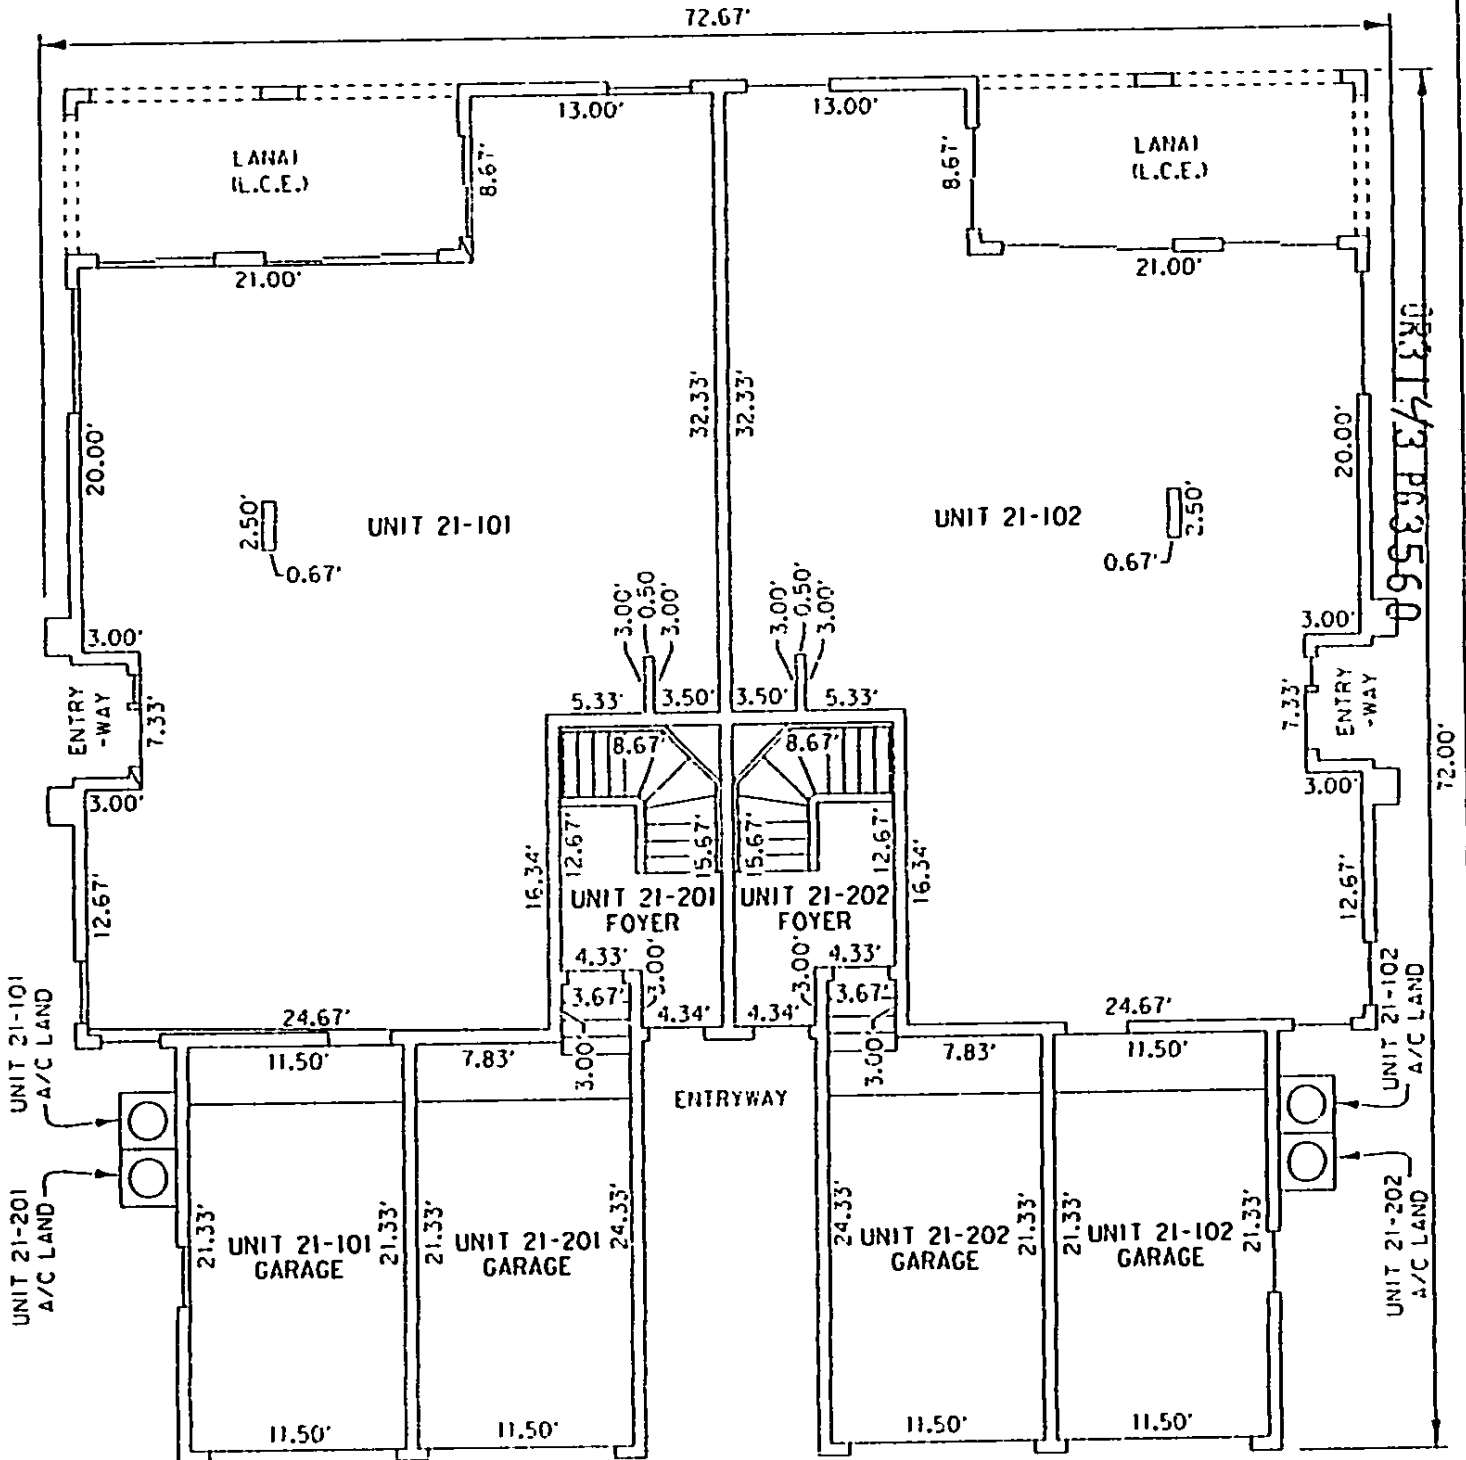 72.67'
13.00'
13.00'
LANAI
(L.C.E.)
8.67'
8.67'
LANAI
(L.C.E.)
21.00'
21.00'
32.33'
32.33'
20.00'
20.00'
2.50'
0.67'
UNIT 21-101
UNIT 21-102
2.50'
0.67'
3.00'
0.50
3.00'
3.00'
0.50'
3.00'
3.00'
3.00'
ENTRY
-WAY
7.33'
7.33'
ENTRY
-WAY
5.33'
3.50'
3.50'
5.33'
8.67'
8.67'
72.00'
3.00'
3.00'
16.34'
12.67'
15.67'
15.67'
12.67'
16.34'
12.67'
12.67'
UNIT 21-201
FOYER
UNIT 21-202
FOYER
4.33'
3.00'
3.00'
4.33'
3.67'
3.67'
4.34'
4.34'
3.00'
3.00'
24.67'
24.67'
11.50'
7.83'
7.83'
11.50'
UNIT 21-101
A/C LAND
UNIT 21-102
A/C LAND
ENTRYWAY
UNIT 21-201
A/C LAND
UNIT 21-202
A/C LAND
21.33'
21.33'
21.33'
24.33'
24.33'
21.33'
21.33'
21.33'
UNIT 21-101
GARAGE
UNIT 21-201
GARAGE
UNIT 21-202
GARAGE
UNIT 21-102
GARAGE
11.50'
11.50'
11.50'
11.50'
PG3560